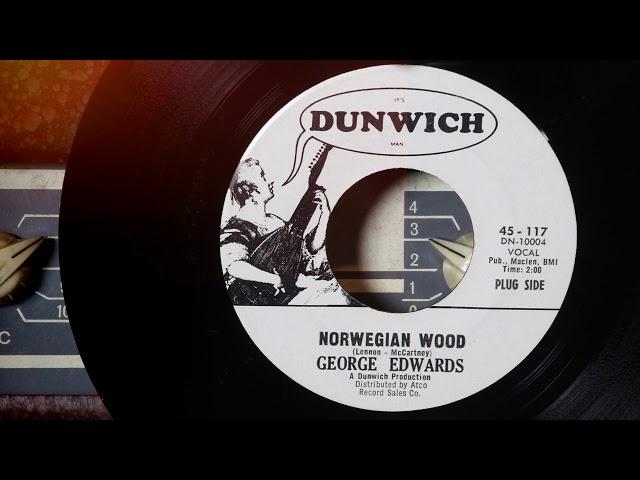 IT'S
DUNWICH
MAN
45 - 117
DN-10004
VOCAL
Pub., Maclen, BMI
Time: 2:00
PLUG SIDE
NORWEGIAN WOOD
(Lennon - McCartney)
GEORGE EDWARDS
A Dunwich Production
Distributed by Atco
Record Sales Co.
4
3
2
1
0
10
C